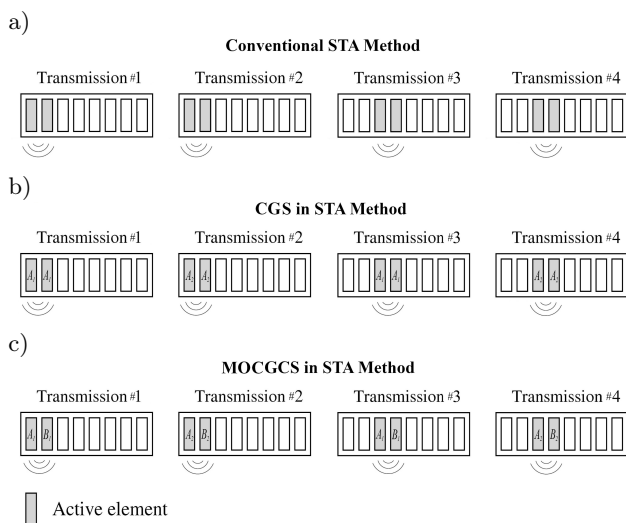 a)
Conventional STA Method
Transmission #1 Transmission #2 Transmission #3 Transmission #4
b)
CGS in STA Method
Transmission #1 Transmission #2 Transmission #3 Transmission #4
A₁ A₁ A₂ A₂ A₁ A₁ A₂ A₂
c)
MOCGCS in STA Method
Transmission #1 Transmission #2 Transmission #3 Transmission #4
A₁ B₁ A₂ B₂ A₁ B₁ A₂ B₂
Active element